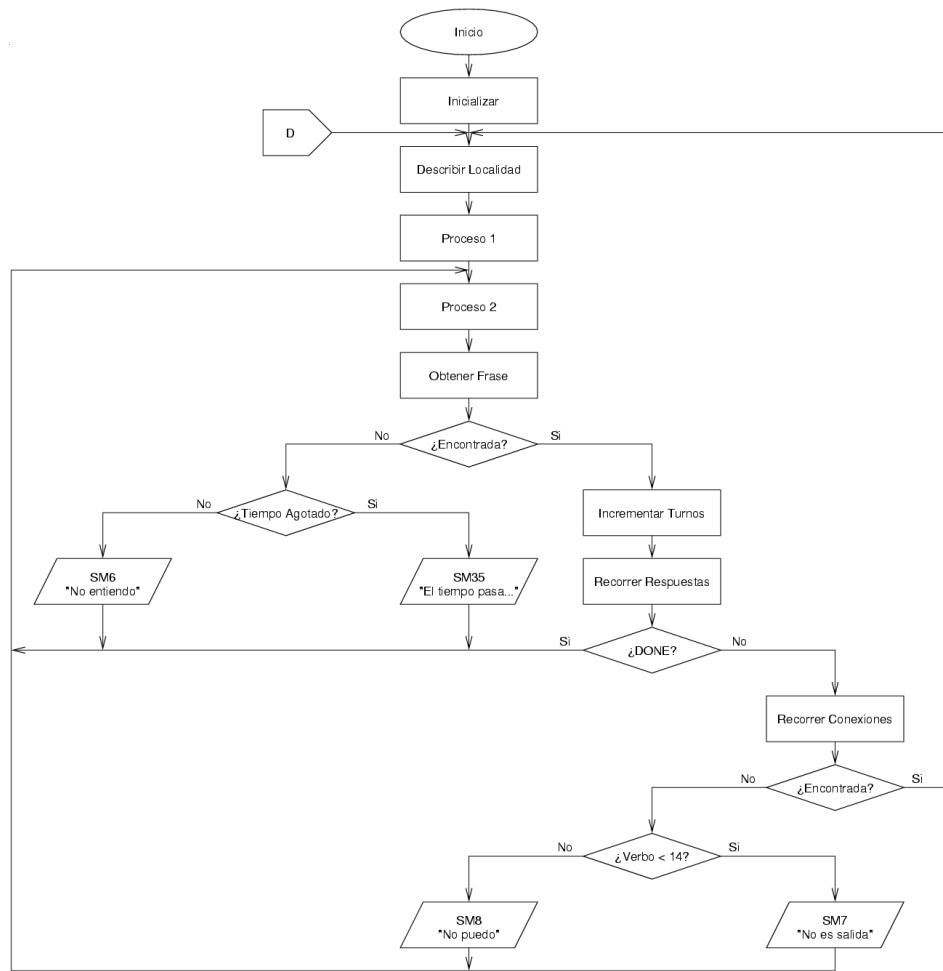 Inicio
Inicializar
D
Describir Localidad
Proceso 1
Proceso 2
Obtener Frase
¿Encontrada?
No
Si
¿Tiempo Agotado?
No
Si
Incrementar Turnos
SM6
"No entiendo"
SM35
"El tiempo pasa..."
Recorrer Respuestas
¿DONE?
Si
No
Recorrer Conexiones
¿Encontrada?
No
Si
¿Verbo < 14?
No
Si
SM8
"No puedo"
SM7
"No es salida"